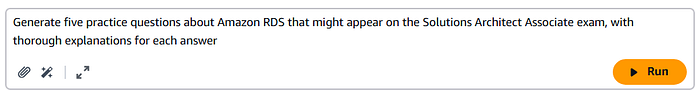 Generate five practice questions about Amazon RDS that might appear on the Solutions Architect Associate exam, with
thorough explanations for each answer
Run